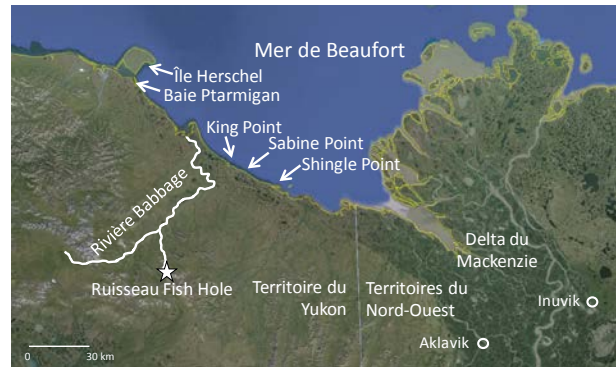 Mer de Beaufort
Île Herschel
Baie Ptarmigan
King Point
Sabine Point
Shingle Point
Rivière Babbage
Ruisseau Fish Hole
Territoire du
Yukon
Territoires du
Nord-Ouest
Delta du
Mackenzie
Inuvik
Aklavik
0
30 km